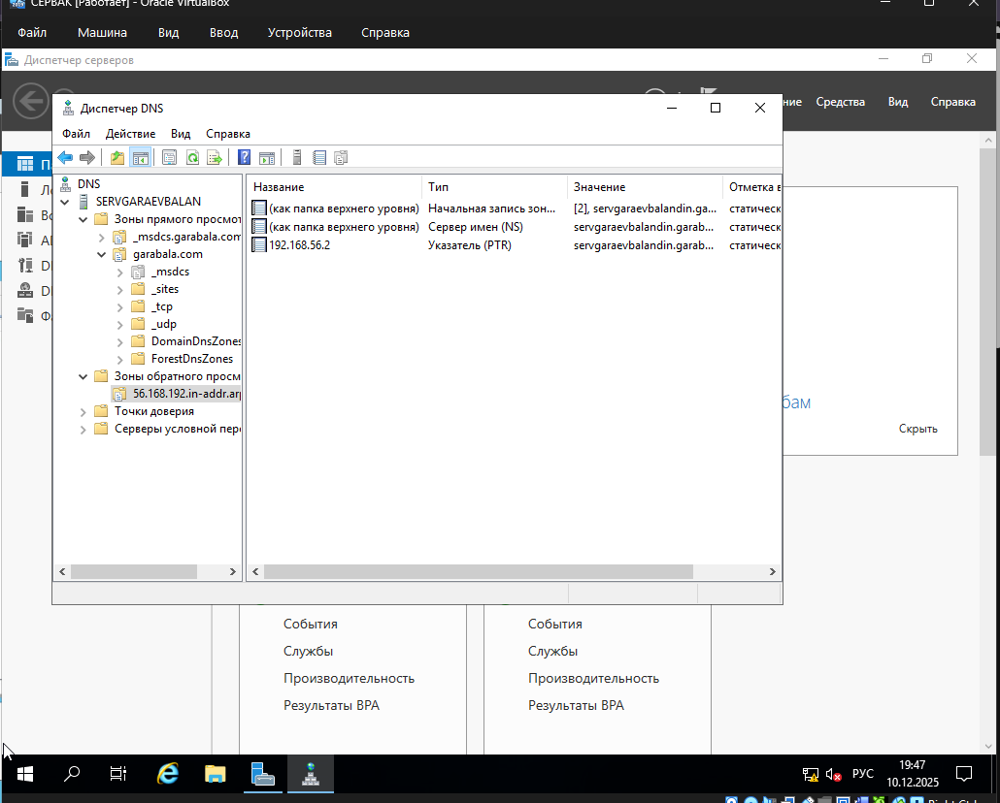 СЕРВАК [Работает] - Oracle VirtualBox
Файл Машина Вид Ввод Устройства Справка
Диспетчер серверов
ние Средства Вид Справка
Диспетчер DNS
Файл Действие Вид Справка
DNS
SERVGARAEVBALAN
Зоны прямого просмот
_msdcs.garabala.com
garabala.com
_msdcs
_sites
_tcp
_udp
DomainDnsZones
ForestDnsZones
Зоны обратного просм
56.168.192.in-addr.arp
Точки доверия
Серверы условной пере
Название Тип Значение Отметка в
(как папка верхнего уровня) Начальная запись зон... [2], servgaraevbalandin.ga... статическ
(как папка верхнего уровня) Сервер имен (NS) servgaraevbalandin.garab... статическ
192.168.56.2 Указатель (PTR) servgaraevbalandin.garab... статическ
бам
Скрыть
События События
Службы Службы
Производительность Производительность
Результаты BPA Результаты BPA
РУС
19:47
10.12.2025